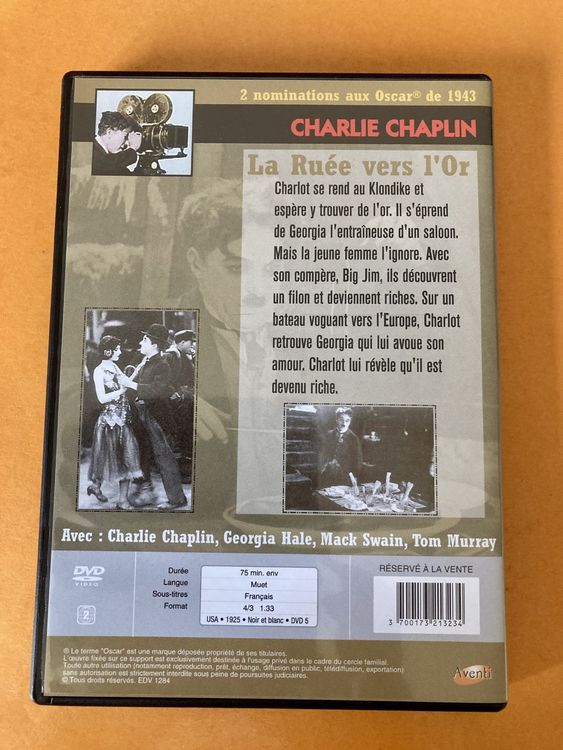 2 nominations aux Oscar® de 1943
CHARLIE CHAPLIN
La Ruée vers l'Or
Charlot se rend au Klondike et
espère y trouver de l'or. Il s'éprend
de Georgia l'entraîneuse d'un saloon.
Mais la jeune femme l'ignore. Avec
son compère, Big Jim, ils découvrent
un filon et deviennent riches. Sur un
bateau voguant vers l'Europe, Charlot
retrouve Georgia qui lui avoue son
amour. Charlot lui révèle qu'il est
devenu riche.
Avec : Charlie Chaplin, Georgia Hale, Mack Swain, Tom Murray
DVD
VIDEO
2
Durée 75 min. env
Langue Muet
Sous-titres Français
Format 4/3 1.33
USA • 1925 • Noir et blanc • DVD 5
RÉSERVÉ À LA VENTE
3 700173 213234
® Le terme "Oscar" est une marque déposée propriété de ses titulaires.
L'œuvre fixée sur ce support est exclusivement destinée à l'usage privé dans le cadre du cercle familial.
Toute autre utilisation (notamment reproduction, prêt, échange, diffusion en public, télédiffusion, exportation)
sans autorisation est strictement interdite sous peine de poursuites judiciaires.
© Tous droits réservés. EDV 1284
Aventi